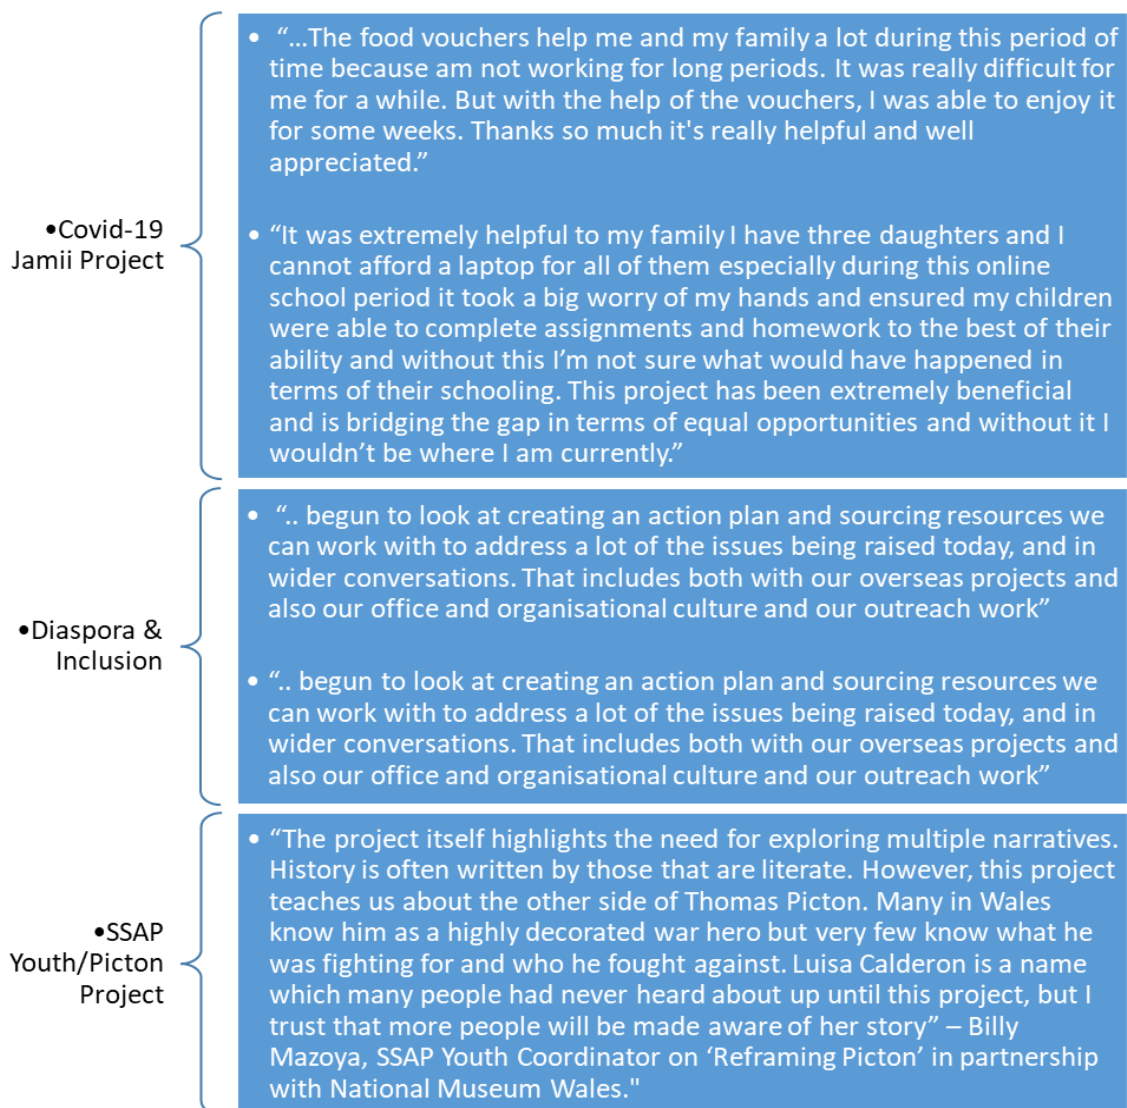 •Covid-19
Jamii Project
• “…The food vouchers help me and my family a lot during this period of
time because am not working for long periods. It was really difficult for
me for a while. But with the help of the vouchers, I was able to enjoy it
for some weeks. Thanks so much it's really helpful and well
appreciated.”
• “It was extremely helpful to my family I have three daughters and I
cannot afford a laptop for all of them especially during this online
school period it took a big worry of my hands and ensured my children
were able to complete assignments and homework to the best of their
ability and without this I’m not sure what would have happened in
terms of their schooling. This project has been extremely beneficial
and is bridging the gap in terms of equal opportunities and without it I
wouldn’t be where I am currently.”
•Diaspora &
Inclusion
• “.. begun to look at creating an action plan and sourcing resources we
can work with to address a lot of the issues being raised today, and in
wider conversations. That includes both with our overseas projects and
also our office and organisational culture and our outreach work”
• “.. begun to look at creating an action plan and sourcing resources we
can work with to address a lot of the issues being raised today, and in
wider conversations. That includes both with our overseas projects and
also our office and organisational culture and our outreach work”
•SSAP
Youth/Picton
Project
• “The project itself highlights the need for exploring multiple narratives.
History is often written by those that are literate. However, this project
teaches us about the other side of Thomas Picton. Many in Wales
know him as a highly decorated war hero but very few know what he
was fighting for and who he fought against. Luisa Calderon is a name
which many people had never heard about up until this project, but I
trust that more people will be made aware of her story” – Billy
Mazoya, SSAP Youth Coordinator on ‘Reframing Picton’ in partnership
with National Museum Wales."